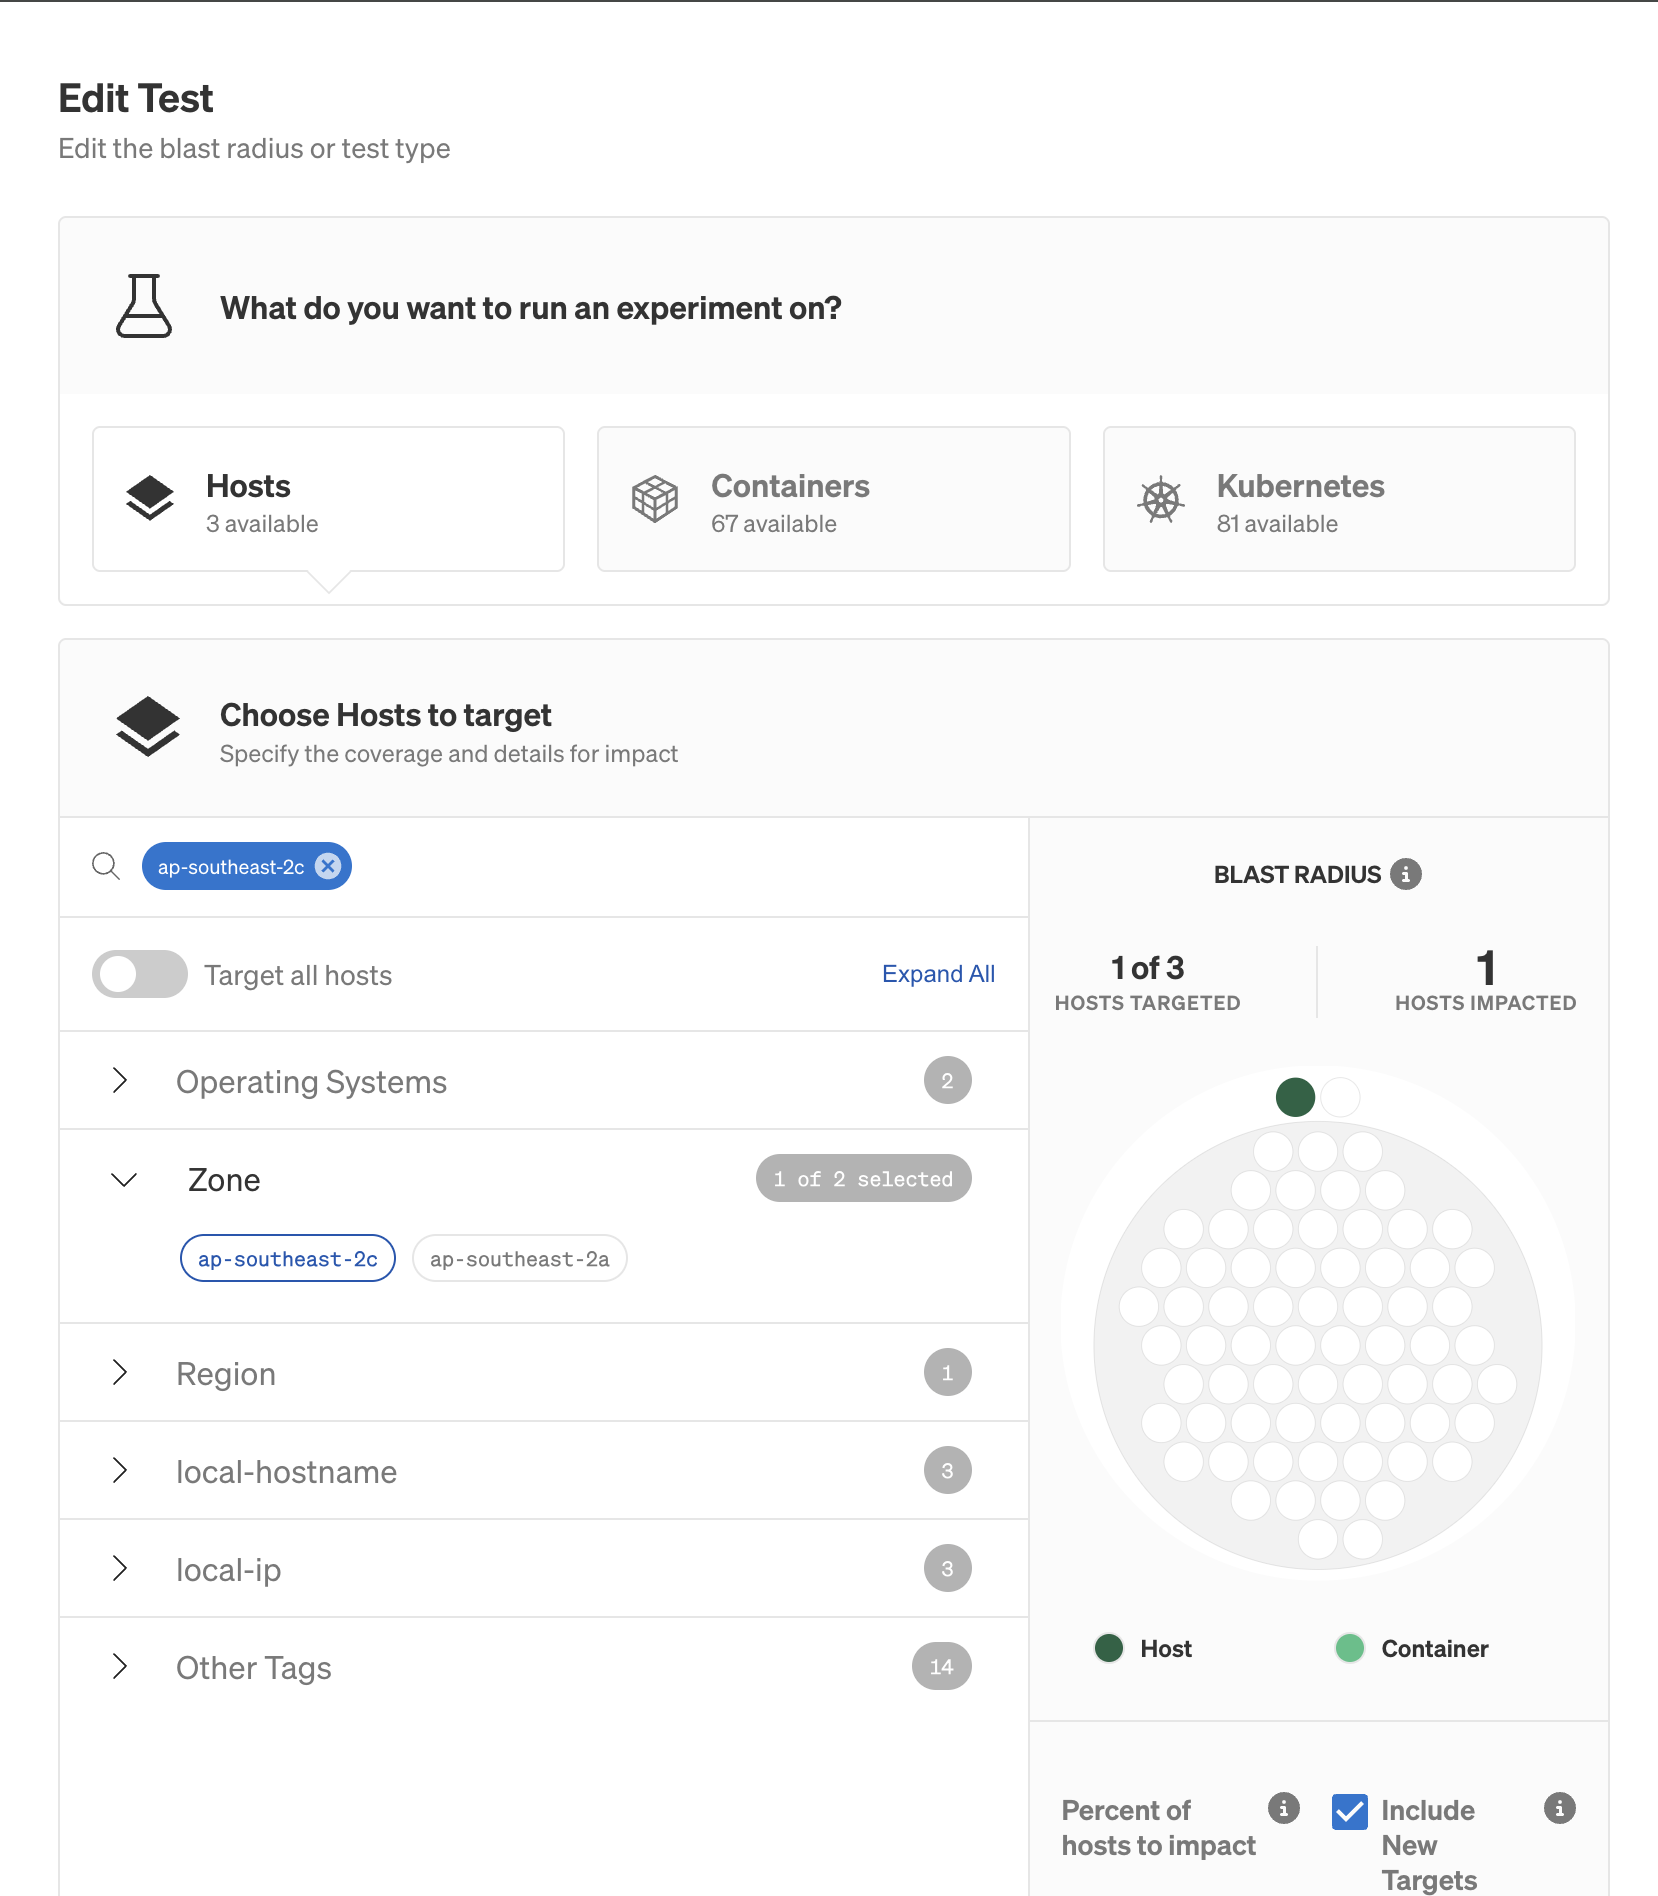 Edit Test
Edit the blast radius or test type
What do you want to run an experiment on?
Hosts
3 available
Containers
67 available
Kubernetes
81 available
Choose Hosts to target
Specify the coverage and details for impact
ap-southeast-2c
Target all hosts
Expand All
Operating Systems
2
Zone
1 of 2 selected
ap-southeast-2c
ap-southeast-2a
Region
1
local-hostname
3
local-ip
3
Other Tags
14
BLAST RADIUS
1 of 3
HOSTS TARGETED
1
HOSTS IMPACTED
Host
Container
Percent of
hosts to impact
Include
New
Targets